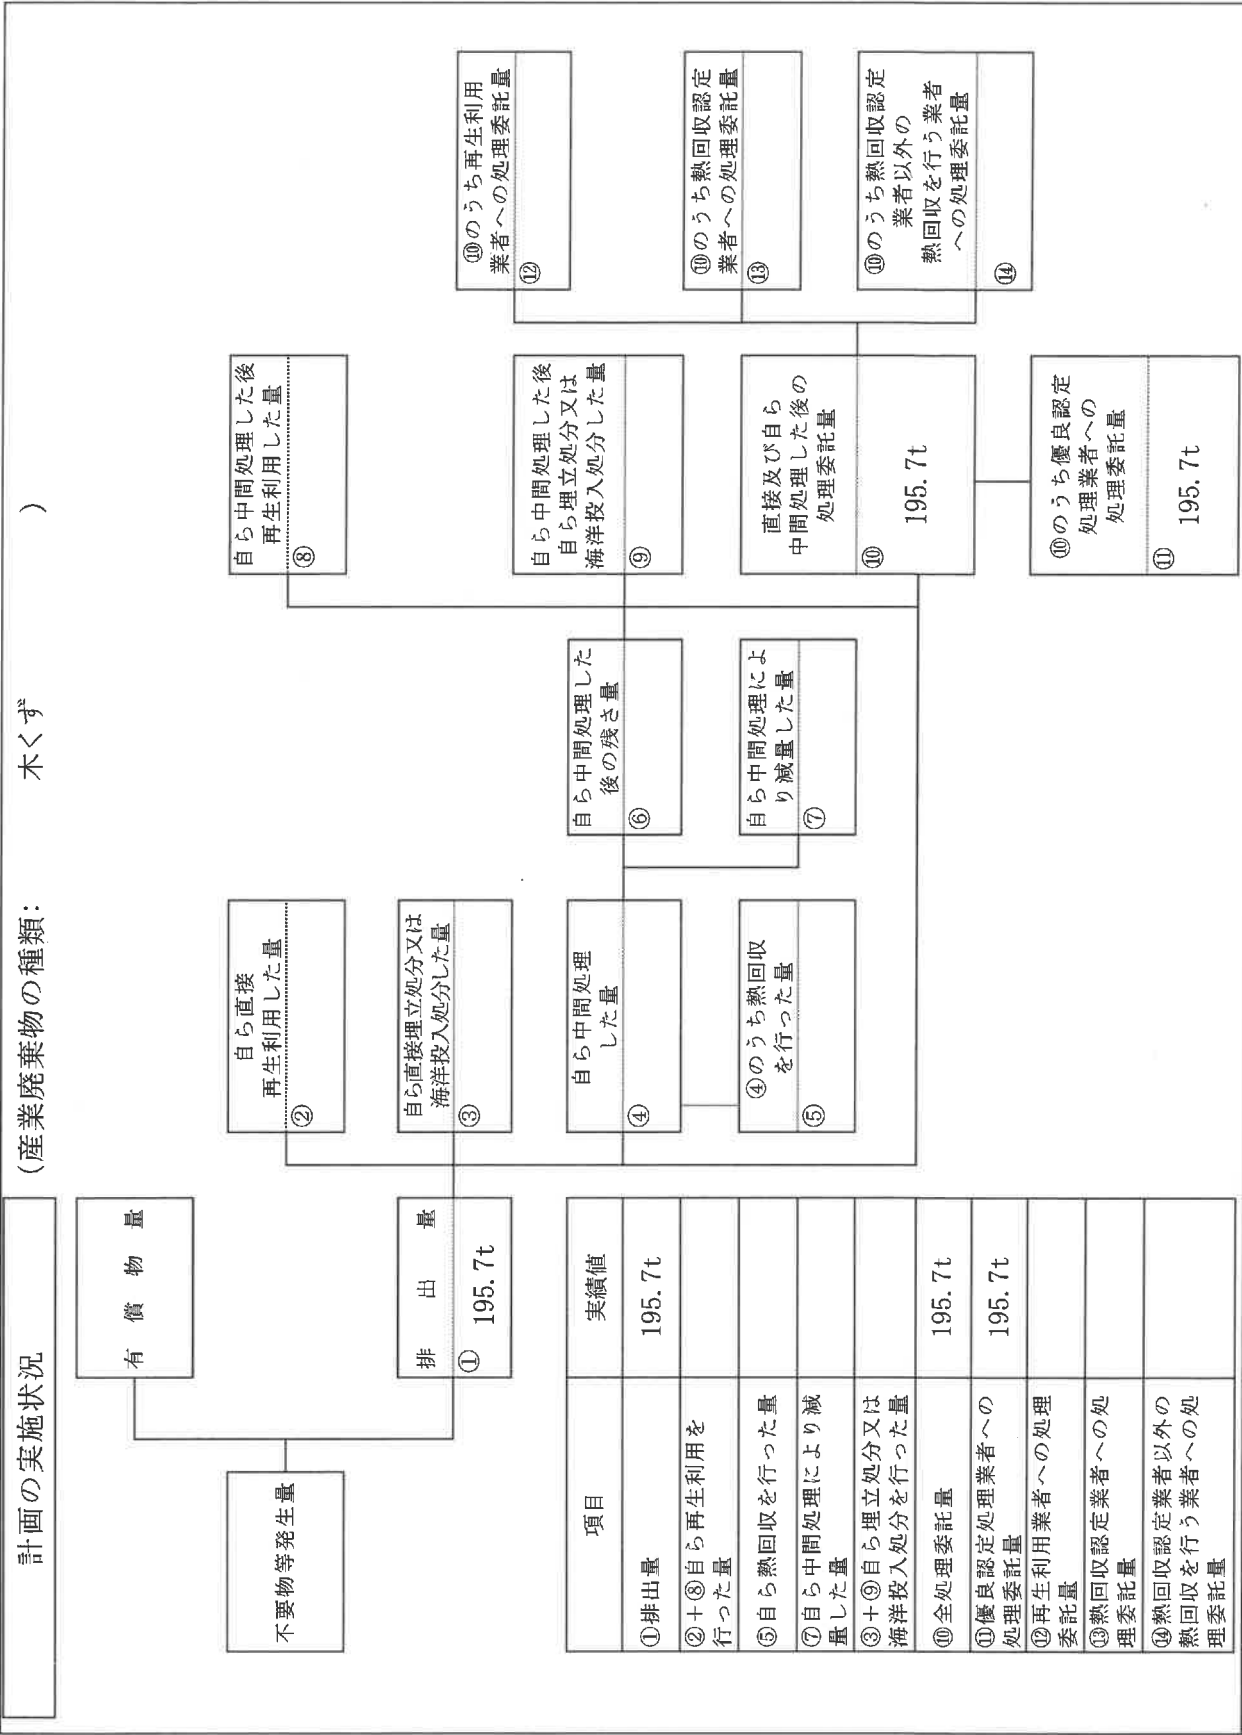 計画の実施状況
(産業廃棄物の種類: 木くず )
不要物等発生量
有償物量
排出量
① 195.7t
自ら直接
再生利用した量
②
自ら直接埋立処分又は
海洋投入処分した量
③
自ら中間処理
した量
④
④のうち熱回収
を行った量
⑤
自ら中間処理した
後の残さ量
⑥
自ら中間処理によ
り減量した量
⑦
自ら中間処理した後
再生利用した量
⑧
自ら中間処理した後
自ら埋立処分又は
海洋投入処分した量
⑨
直接及び自ら
中間処理した後の
処理委託量
⑩
195.7t
⑩のうち優良認定
処理業者への
処理委託量
⑪
195.7t
⑩のうち再生利用
業者への処理委託量
⑫
⑩のうち熱回収認定
業者への処理委託量
⑬
⑩のうち熱回収認定
業者以外の
熱回収を行う業者
への処理委託量
⑭
項目 実績値
①排出量 195.7t
②+⑧自ら再生利用を
行った量
⑤自ら熱回収を行った量
⑦自ら中間処理により減
量した量
③+⑨自ら埋立処分又は
海洋投入処分を行った量
⑩全処理委託量 195.7t
⑪優良認定処理業者への
処理委託量 195.7t
⑫再生利用業者への処理
委託量
⑬熱回収認定業者への処
理委託量
⑭熱回収認定業者以外の
熱回収を行う業者への処
理委託量